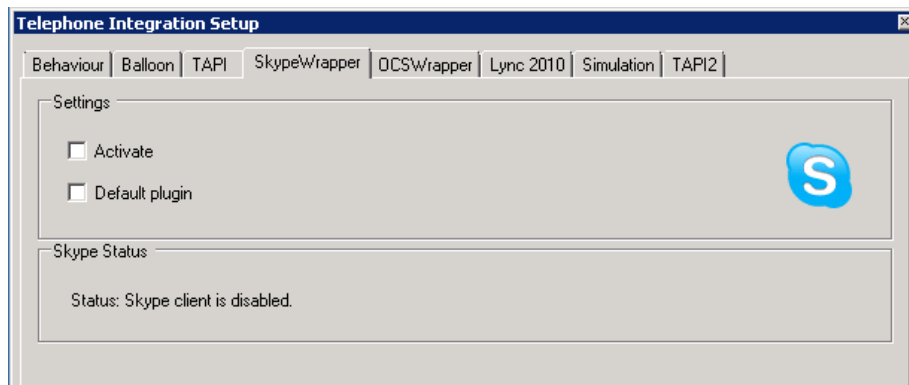 Telephone Integration Setup
Behaviour Balloon TAPI SkypeWrapper OCSWrapper Lync 2010 Simulation TAPI2
Settings
Activate
S
Default plugin
Skype Status
Status: Skype client is disabled.